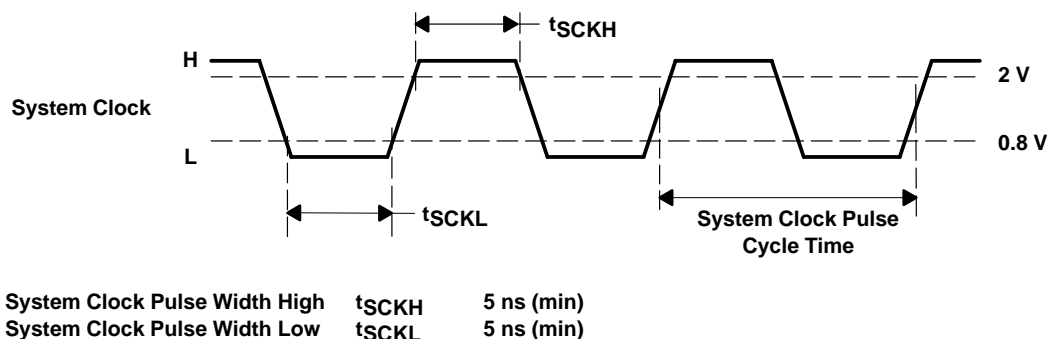 tSCKH
H
2 V
System Clock
0.8 V
L
tSCKL
System Clock Pulse
Cycle Time
System Clock Pulse Width High tSCKH 5 ns (min)
System Clock Pulse Width Low tSCKL 5 ns (min)